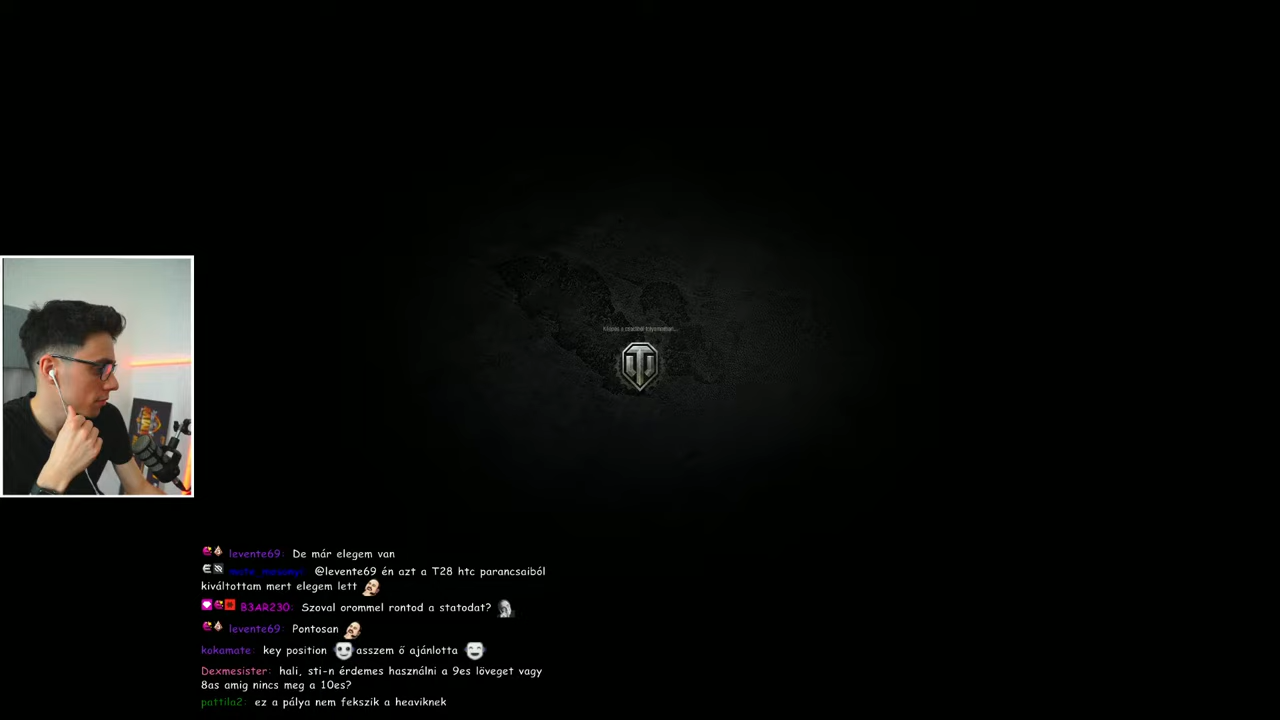 levente69: De már elegem van
@levente69 én azt a T28 htc parancsaiból
kiváltottam mert elegem lett
B3AR230: Szoval orommel rontod a statodat?
levente69: Pontosan
kokamate: key position asszem ő ajánlotta
Dexmesister: hali, sti-n érdemes használni a 9es löveget vagy
8as amig nincs meg a 10es?
pattila2: ez a pálya nem fekszik a heaviknek